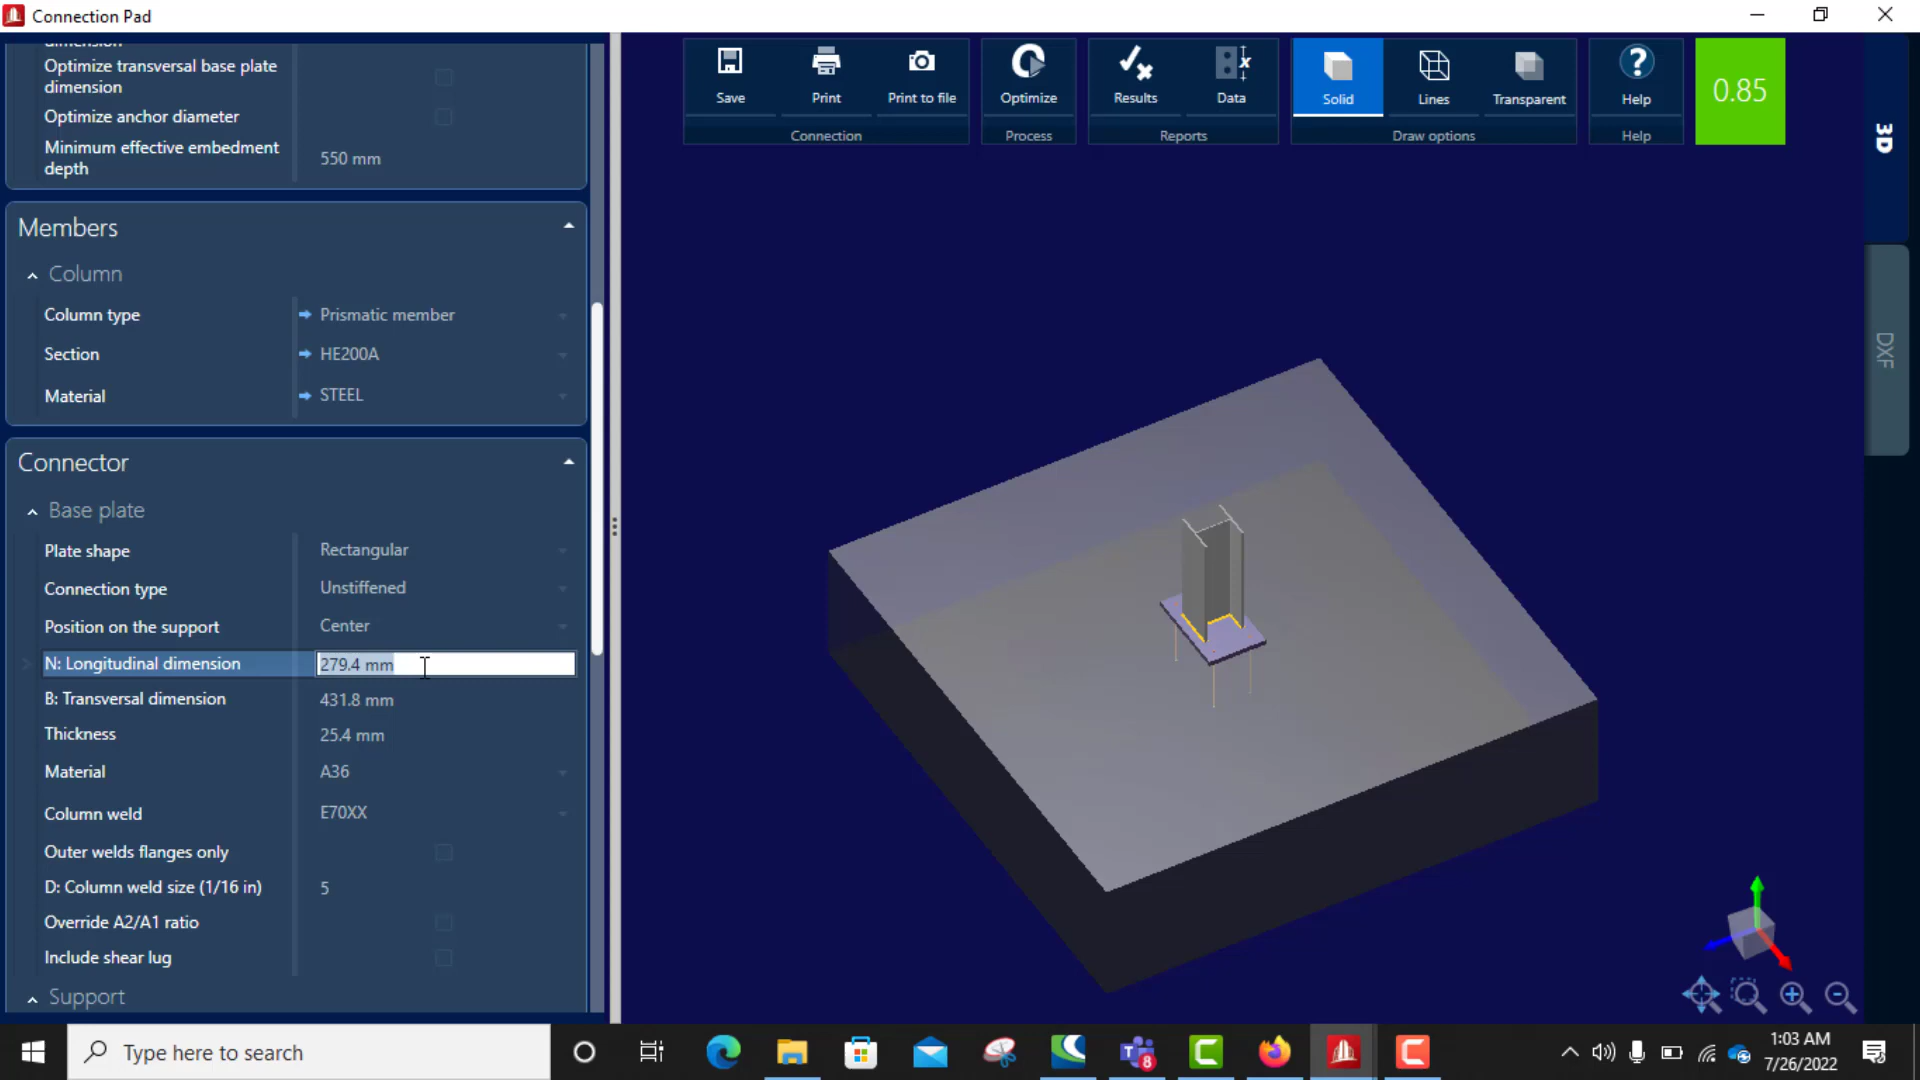 Connection Pad
dimension
Optimize transversal base plate
dimension
Optimize anchor diameter
Minimum effective embedment
depth
550 mm
Members
Column
Column type
Prismatic member
Section
HE200A
Material
STEEL
Connector
Base plate
Plate shape
Rectangular
Connection type
Unstiffened
Position on the support
Center
N: Longitudinal dimension
279.4 mm
B: Transversal dimension
431.8 mm
Thickness
25.4 mm
Material
A36
Column weld
E70XX
Outer welds flanges only
D: Column weld size (1/16 in)
5
Override A2/A1 ratio
Include shear lug
Support
Save
Print
Print to file
Connection
Optimize
Process
Results
Data
Reports
Solid
Lines
Transparent
Draw options
Help
Help
0.85
3D
DXF
Type here to search
8
1:03 AM
7/26/2022